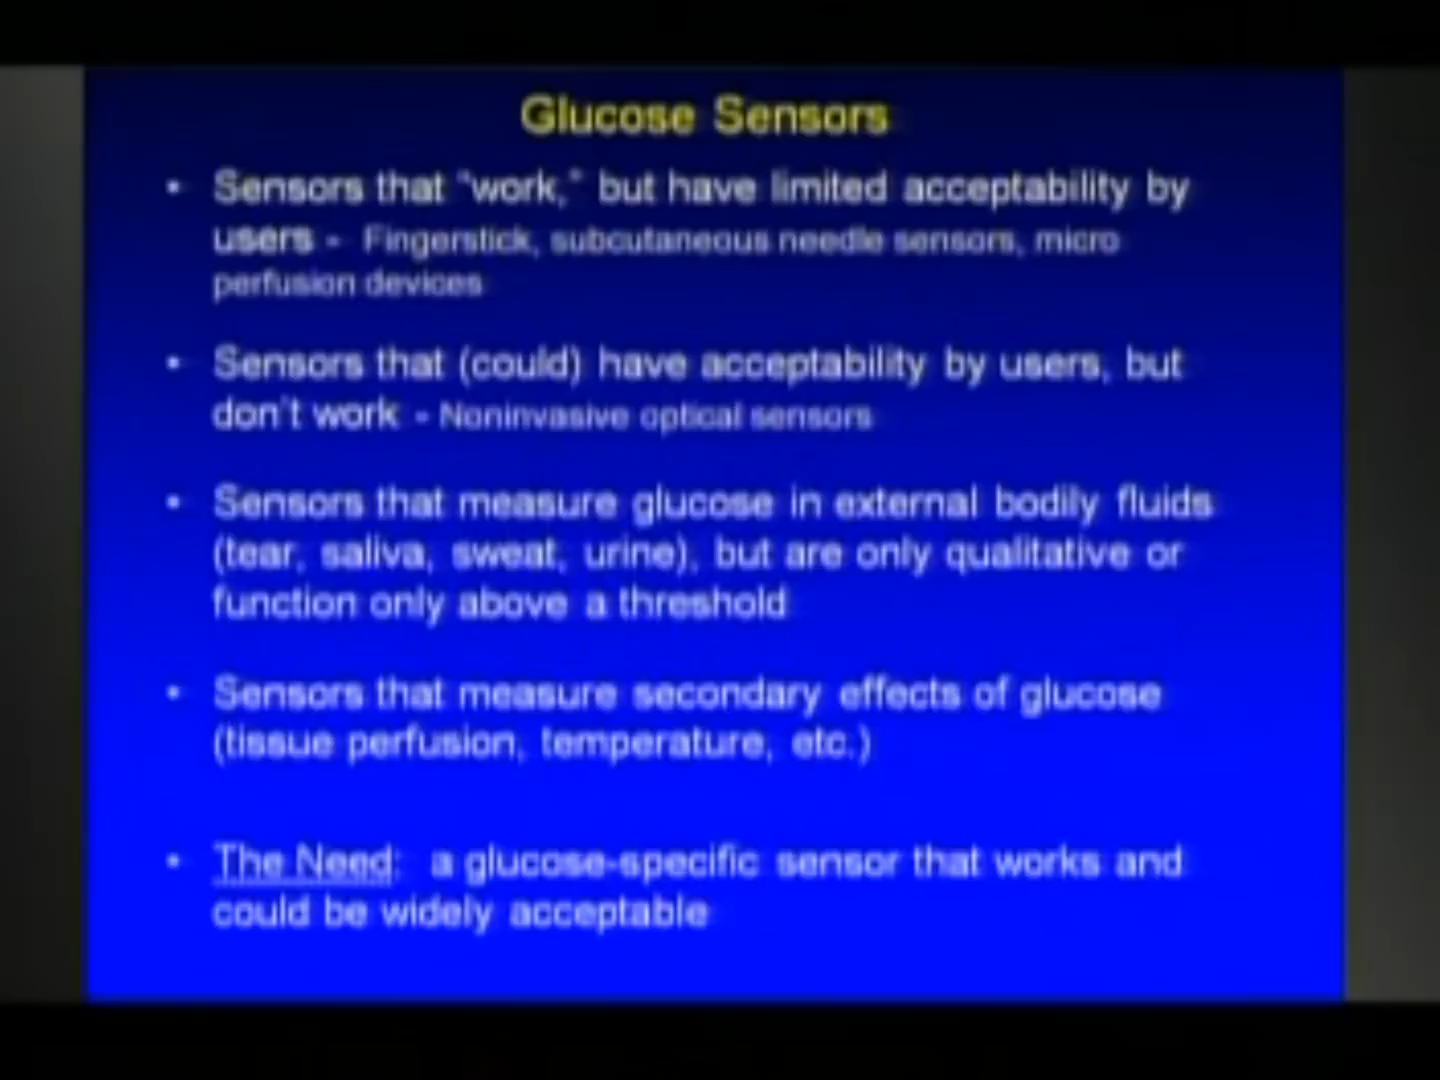 Glucose Sensors
• Sensors that "work," but have limited acceptability by
users - Fingerstick, subcutaneous needle sensors, micro
perfusion devices
• Sensors that (could) have acceptability by users, but
don't work - Noninvasive optical sensors
• Sensors that measure glucose in external bodily fluids
(tear, saliva, sweat, urine), but are only qualitative or
function only above a threshold
• Sensors that measure secondary effects of glucose
(tissue perfusion, temperature, etc.)
• The Need: a glucose-specific sensor that works and
could be widely acceptable